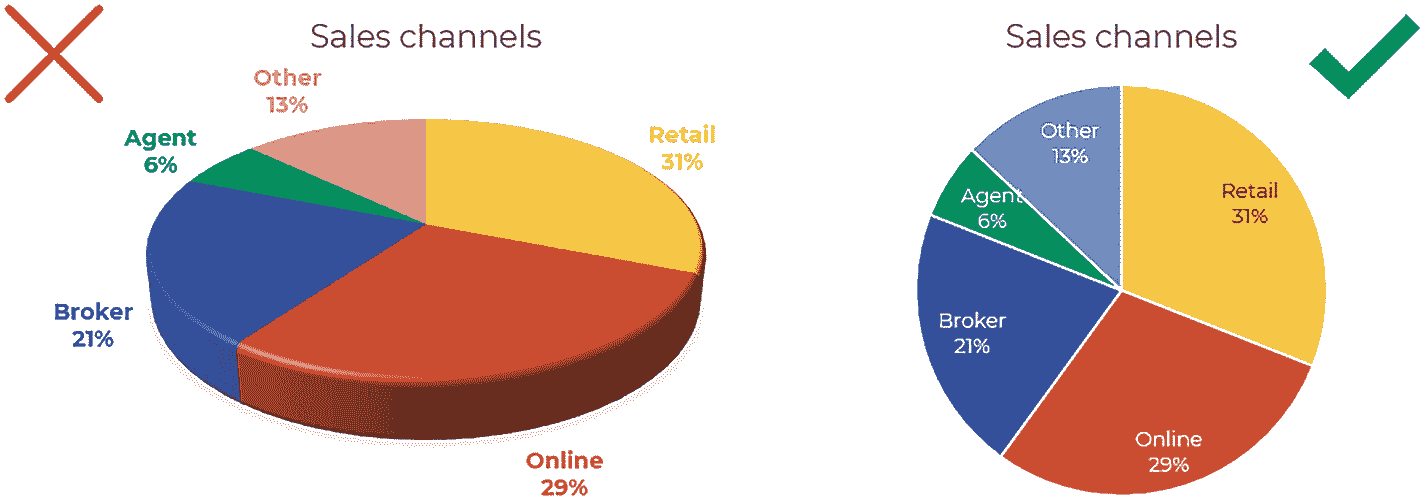 Sales channels
Other
13%
Agent
6%
Retail
31%
Broker
21%
Online
29%
Sales channels
Other
13%
Retail
31%
Agent
6%
Broker
21%
Online
29%